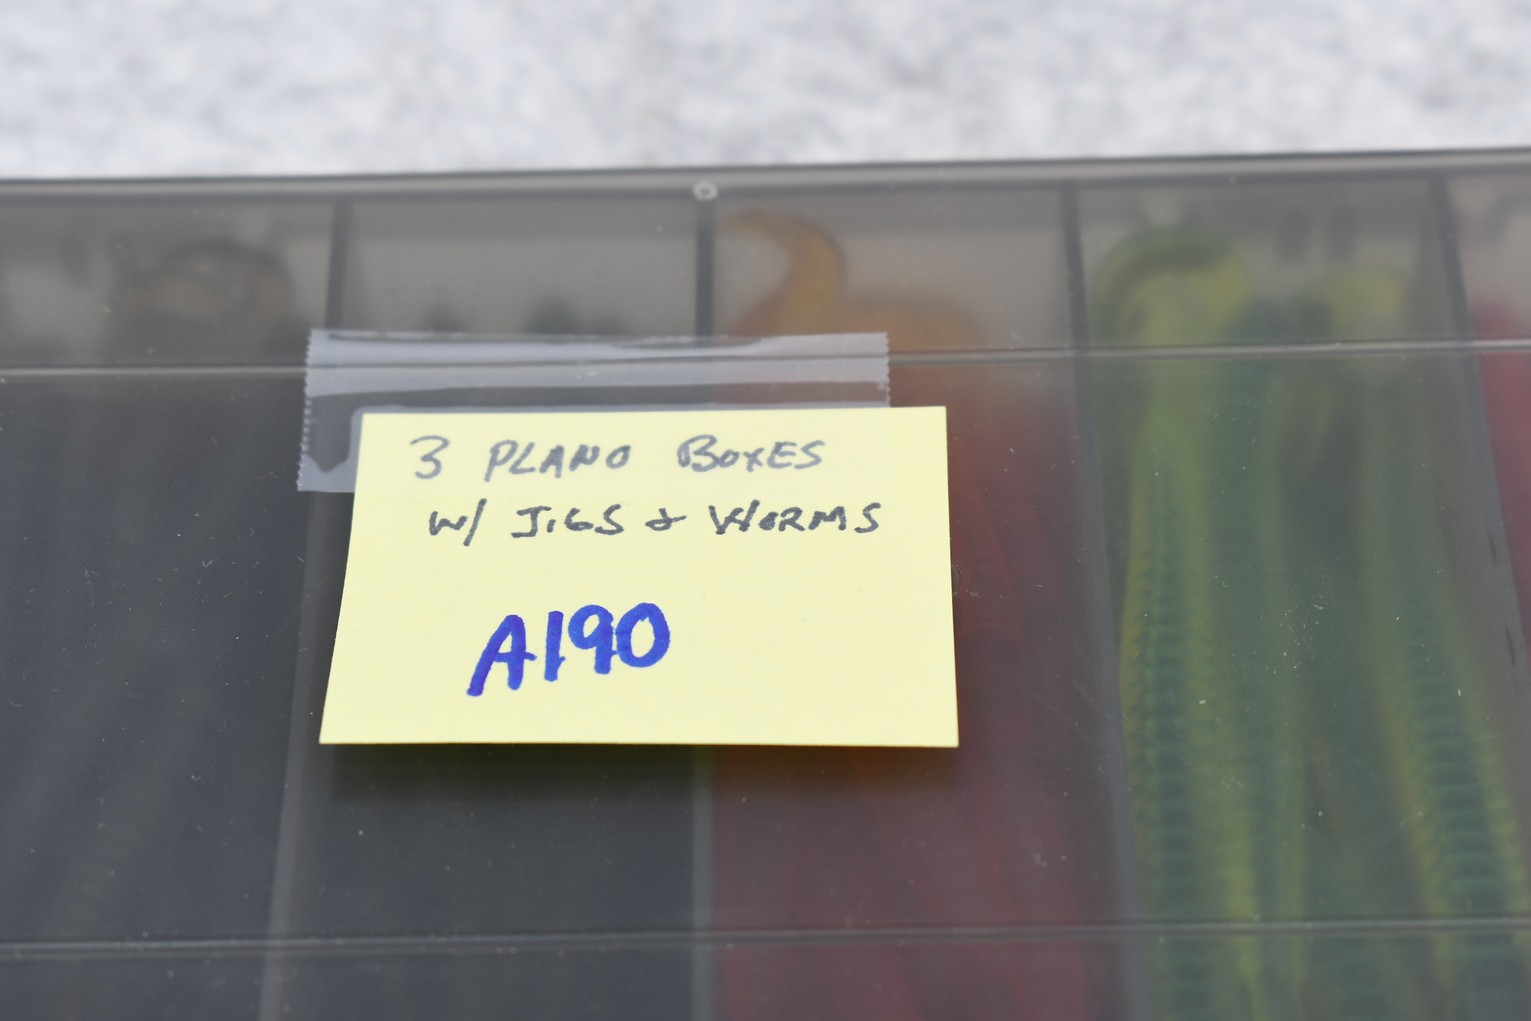 3 PLANO BOXES
W/ JIGS & WORMS
A190